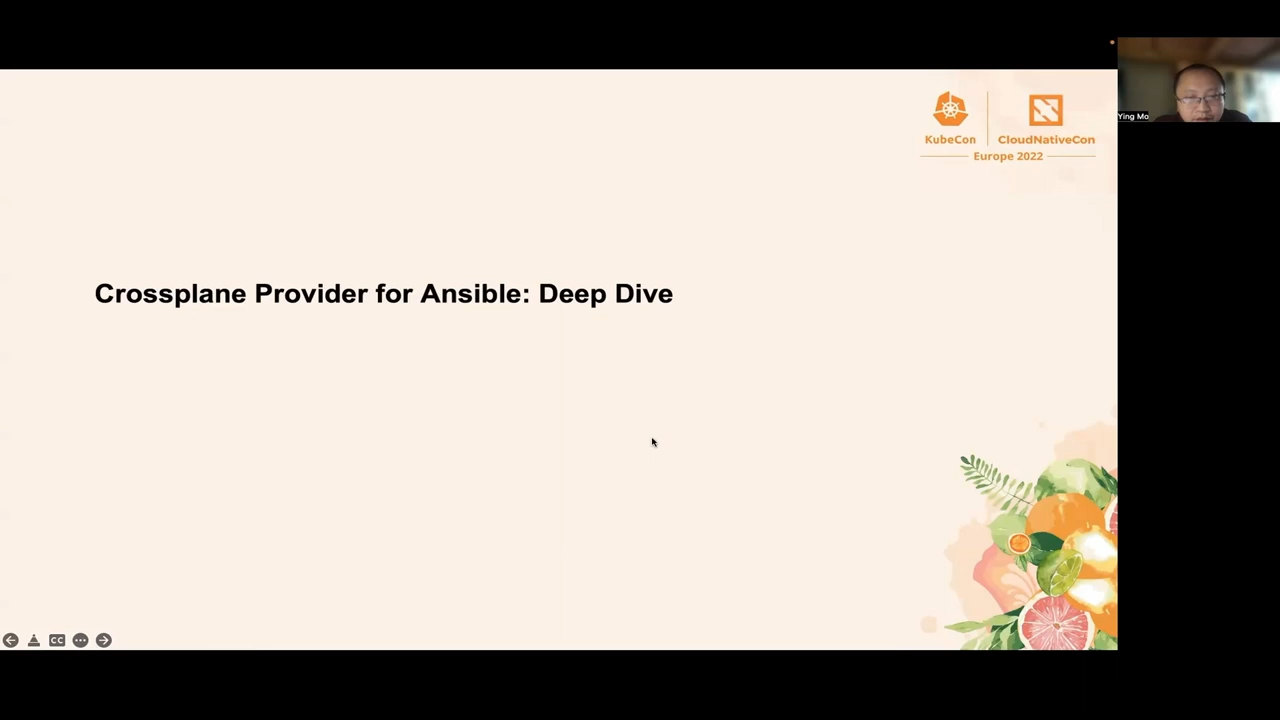 KubeCon
CloudNativeCon
Europe 2022
Ying Mo
Crossplane Provider for Ansible: Deep Dive
CC